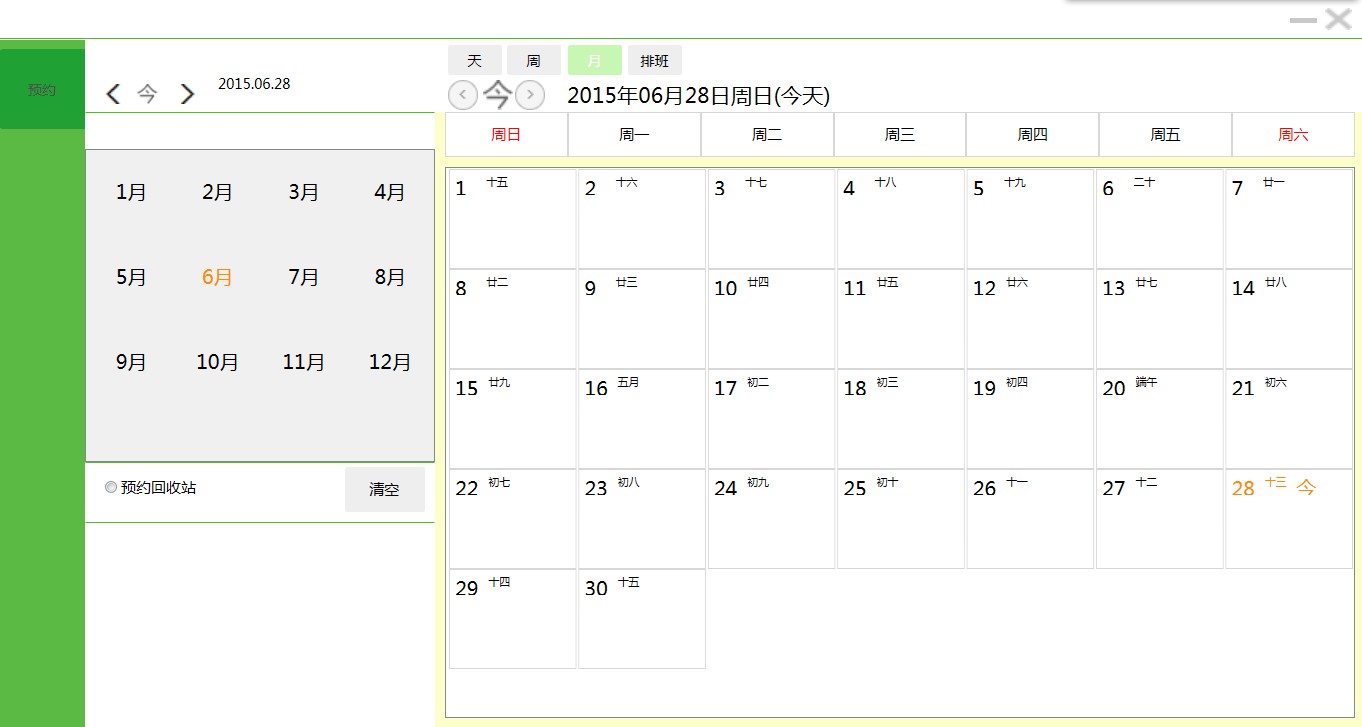 预约
今
2015.06.28
1月 2月 3月 4月
5月 6月 7月 8月
9月 10月 11月 12月
预约回收站 清空
天 周 月 排班
今 2015年06月28日周日(今天)
周日 周一 周二 周三 周四 周五 周六
1 十五 2 十六 3 十七 4 十八 5 十九 6 二十 7 廿一
8 廿二 9 廿三 10 廿四 11 廿五 12 廿六 13 廿七 14 廿八
15 廿九 16 五月 17 初二 18 初三 19 初四 20 端午 21 初六
22 初七 23 初八 24 初九 25 初十 26 十一 27 十二 28 十三 今
29 十四 30 十五